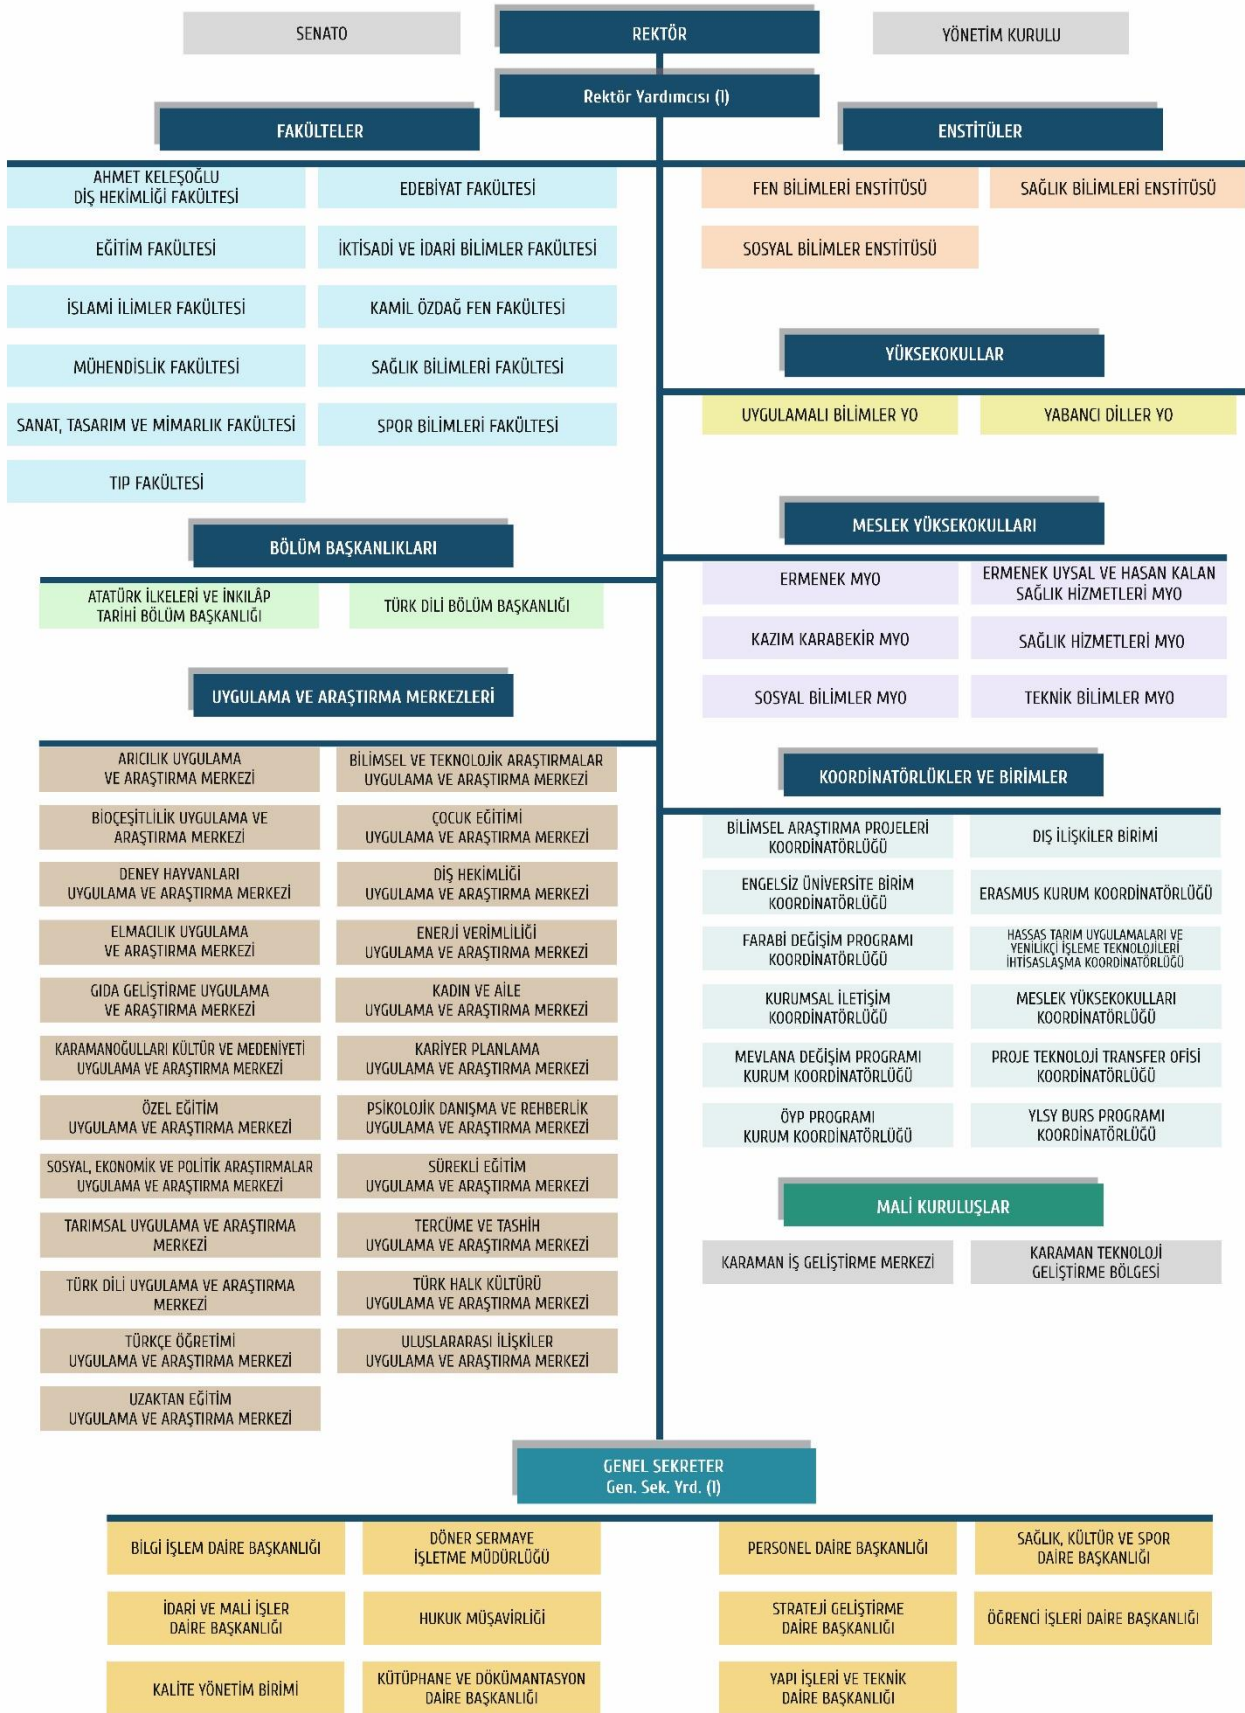 SENATO
REKTÖR
YÖNETİM KURULU
Rektör Yardımcısı (1)
FAKÜLTELER
AHMET KELEŞOĞLU
DİŞ HEKİMLİĞİ FAKÜLTESİ
EDEBİYAT FAKÜLTESİ
EĞİTİM FAKÜLTESİ
İKTİSADİ VE İDARİ BİLİMLER FAKÜLTESİ
İSLAMİ İLİMLER FAKÜLTESİ
KAMİL ÖZDAĞ FEN FAKÜLTESİ
MÜHENDİSLİK FAKÜLTESİ
SAĞLIK BİLİMLERİ FAKÜLTESİ
SANAT, TASARIM VE MİMARLIK FAKÜLTESİ
SPOR BİLİMLERİ FAKÜLTESİ
TIP FAKÜLTESİ
BÖLÜM BAŞKANLIKLARI
ATATÜRK İLKELERİ VE İNKILÂP
TARİHİ BÖLÜM BAŞKANLIĞI
TÜRK DİLİ BÖLÜM BAŞKANLIĞI
UYGULAMA VE ARAŞTIRMA MERKEZLERİ
ARICILIK UYGULAMA
VE ARAŞTIRMA MERKEZİ
BİLİMSEL VE TEKNOLOJİK ARAŞTIRMALAR
UYGULAMA VE ARAŞTIRMA MERKEZİ
BİOÇEŞİTLİLİK UYGULAMA VE
ARAŞTIRMA MERKEZİ
ÇOCUK EĞİTİMİ
UYGULAMA VE ARAŞTIRMA MERKEZİ
DENEY HAYVANLARI
UYGULAMA VE ARAŞTIRMA MERKEZİ
DİŞ HEKİMLİĞİ
UYGULAMA VE ARAŞTIRMA MERKEZİ
ELMACILIK UYGULAMA
VE ARAŞTIRMA MERKEZİ
ENERJİ VERİMLİLİĞİ
UYGULAMA VE ARAŞTIRMA MERKEZİ
GIDA GELİŞTİRME UYGULAMA
VE ARAŞTIRMA MERKEZİ
KADIN VE AİLE
UYGULAMA VE ARAŞTIRMA MERKEZİ
KARAMANOĞULLARI KÜLTÜR VE MEDENİYETİ
UYGULAMA VE ARAŞTIRMA MERKEZİ
KARİYER PLANLAMA
UYGULAMA VE ARAŞTIRMA MERKEZİ
ÖZEL EĞİTİM
UYGULAMA VE ARAŞTIRMA MERKEZİ
PSİKOLOJİK DANIŞMA VE REHBERLİK
UYGULAMA VE ARAŞTIRMA MERKEZİ
SOSYAL, EKONOMİK VE POLİTİK ARAŞTIRMALAR
UYGULAMA VE ARAŞTIRMA MERKEZİ
SÜREKLİ EĞİTİM
UYGULAMA VE ARAŞTIRMA MERKEZİ
TARIMSAL UYGULAMA VE ARAŞTIRMA
MERKEZİ
TERCÜME VE TASHİH
UYGULAMA VE ARAŞTIRMA MERKEZİ
TÜRK DİLİ UYGULAMA VE ARAŞTIRMA
MERKEZİ
TÜRK HALK KÜLTÜRÜ
UYGULAMA VE ARAŞTIRMA MERKEZİ
TÜRKÇE ÖĞRETİMİ
UYGULAMA VE ARAŞTIRMA MERKEZİ
ULUSLARARASI İLİŞKİLER
UYGULAMA VE ARAŞTIRMA MERKEZİ
UZAKTAN EĞİTİM
UYGULAMA VE ARAŞTIRMA MERKEZİ
ENSTİTÜLER
FEN BİLİMLERİ ENSTİTÜSÜ
SAĞLIK BİLİMLERİ ENSTİTÜSÜ
SOSYAL BİLİMLER ENSTİTÜSÜ
YÜKSEKOKULLAR
UYGULAMALI BİLİMLER YO
YABANCI DİLLER YO
MESLEK YÜKSEKOKULLARI
ERMENEK MYO
ERMENEK UYSAL VE HASAN KALAN
SAĞLIK HİZMETLERİ MYO
KAZIM KARABEKİR MYO
SAĞLIK HİZMETLERİ MYO
SOSYAL BİLİMLER MYO
TEKNİK BİLİMLER MYO
KOORDİNATÖRLÜKLER VE BİRİMLER
BİLİMSEL ARAŞTIRMA PROJELERİ
KOORDİNATÖRLÜĞÜ
DIŞ İLİŞKİLER BİRİMİ
ENGELSİZ ÜNİVERSİTE BİRİM
KOORDİNATÖRLÜĞÜ
ERASMUS KURUM KOORDİNATÖRLÜĞÜ
FARABİ DEĞİŞİM PROGRAMI
KOORDİNATÖRLÜĞÜ
HASSAS TARIM UYGULAMALARI VE
YENİLİKÇİ İŞLEME TEKNOLOJİLERİ
İHTİSASLAŞMA KOORDİNATÖRLÜĞÜ
KURUMSAL İLETİŞİM
KOORDİNATÖRLÜĞÜ
MESLEK YÜKSEKOKULLARI
KOORDİNATÖRLÜĞÜ
MEVLANA DEĞİŞİM PROGRAMI
KURUM KOORDİNATÖRLÜĞÜ
PROJE TEKNOLOJİ TRANSFER OFİSİ
KOORDİNATÖRLÜĞÜ
ÖYP PROGRAMI
KURUM KOORDİNATÖRLÜĞÜ
YLSY BURS PROGRAMI
KOORDİNATÖRLÜĞÜ
MALİ KURULUŞLAR
KARAMAN İŞ GELİŞTİRME MERKEZİ
KARAMAN TEKNOLOJİ
GELİŞTİRME BÖLGESİ
GENEL SEKRETER
Gen. Sek. Yrd. (1)
BİLGİ İŞLEM DAİRE BAŞKANLIĞI
DÖNER SERMAYE
İŞLETME MÜDÜRLÜĞÜ
PERSONEL DAİRE BAŞKANLIĞI
SAĞLIK, KÜLTÜR VE SPOR
DAİRE BAŞKANLIĞI
İDARİ VE MALİ İŞLER
DAİRE BAŞKANLIĞI
HUKUK MÜŞAVİRLİĞİ
STRATEJİ GELİŞTİRME
DAİRE BAŞKANLIĞI
ÖĞRENCİ İŞLERİ DAİRE BAŞKANLIĞI
KALİTE YÖNETİM BİRİMİ
KÜTÜPHANE VE DÖKÜMANTASYON
DAİRE BAŞKANLIĞI
YAPI İŞLERİ VE TEKNİK
DAİRE BAŞKANLIĞI